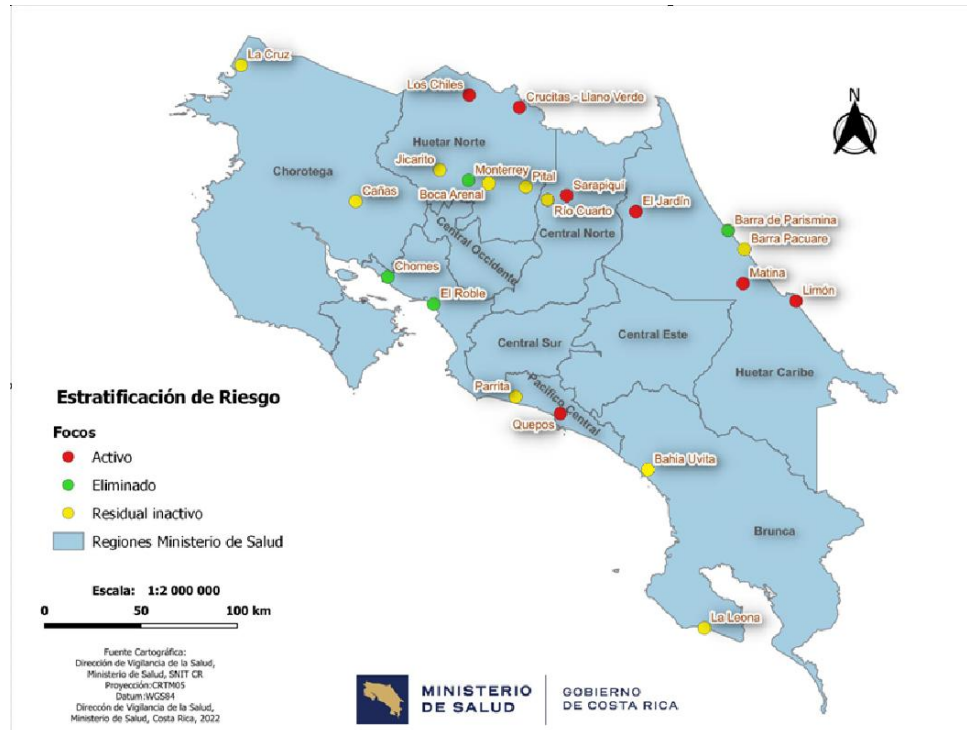 La Cruz
Los Chiles
Crucitas - Llano Verde
N
Huetar Norte
Jicarito
Monterrey
Chorotega
Pital
Sarapiquí
Cañas
Boca Arenal
Río Cuarto
El Jardín
Central Norte
Barra de Parismina
Central Occidente
Barra Pacuare
Chomes
Matina
El Roble
Limón
Central Sur
Central Este
Huetar Caribe
Parrita
Pacifico Central
Quepos
Bahia Uvita
Brunca
La Leona
Estratificación de Riesgo
Focos
Activo
Eliminado
Residual inactivo
Regiones Ministerio de Salud
Escala: 1:2 000 000
0 50 100 km
Fuente Cartográfica:
Dirección de Vigilancia de la Salud,
Ministerio de Salud, SNIT CR
Proyección:CRTM05
Datum:WGS84
Direccón de Vigilancia de la Salud,
Ministerio de Salud, Costa Rica, 2022
MINISTERIO
DE SALUD
GOBIERNO
DE COSTA RICA